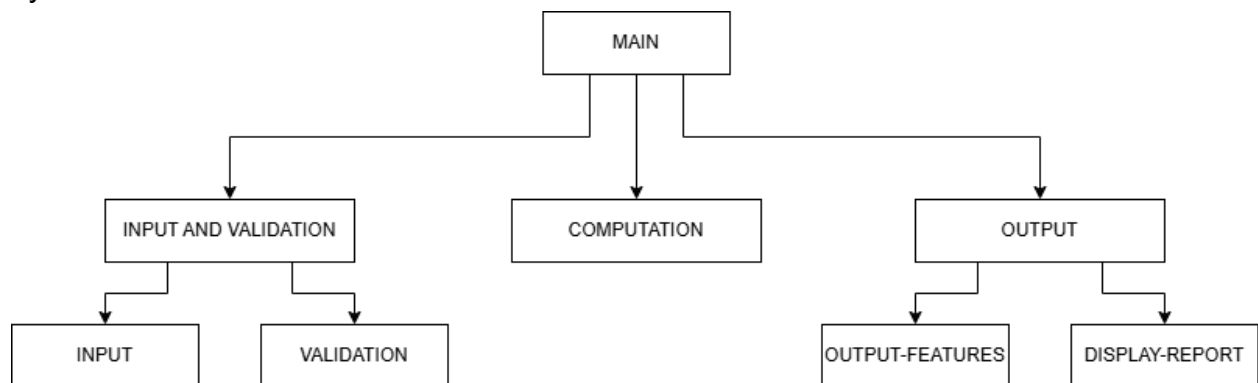 MAIN
INPUT AND VALIDATION
COMPUTATION
OUTPUT
INPUT
VALIDATION
OUTPUT-FEATURES
DISPLAY-REPORT